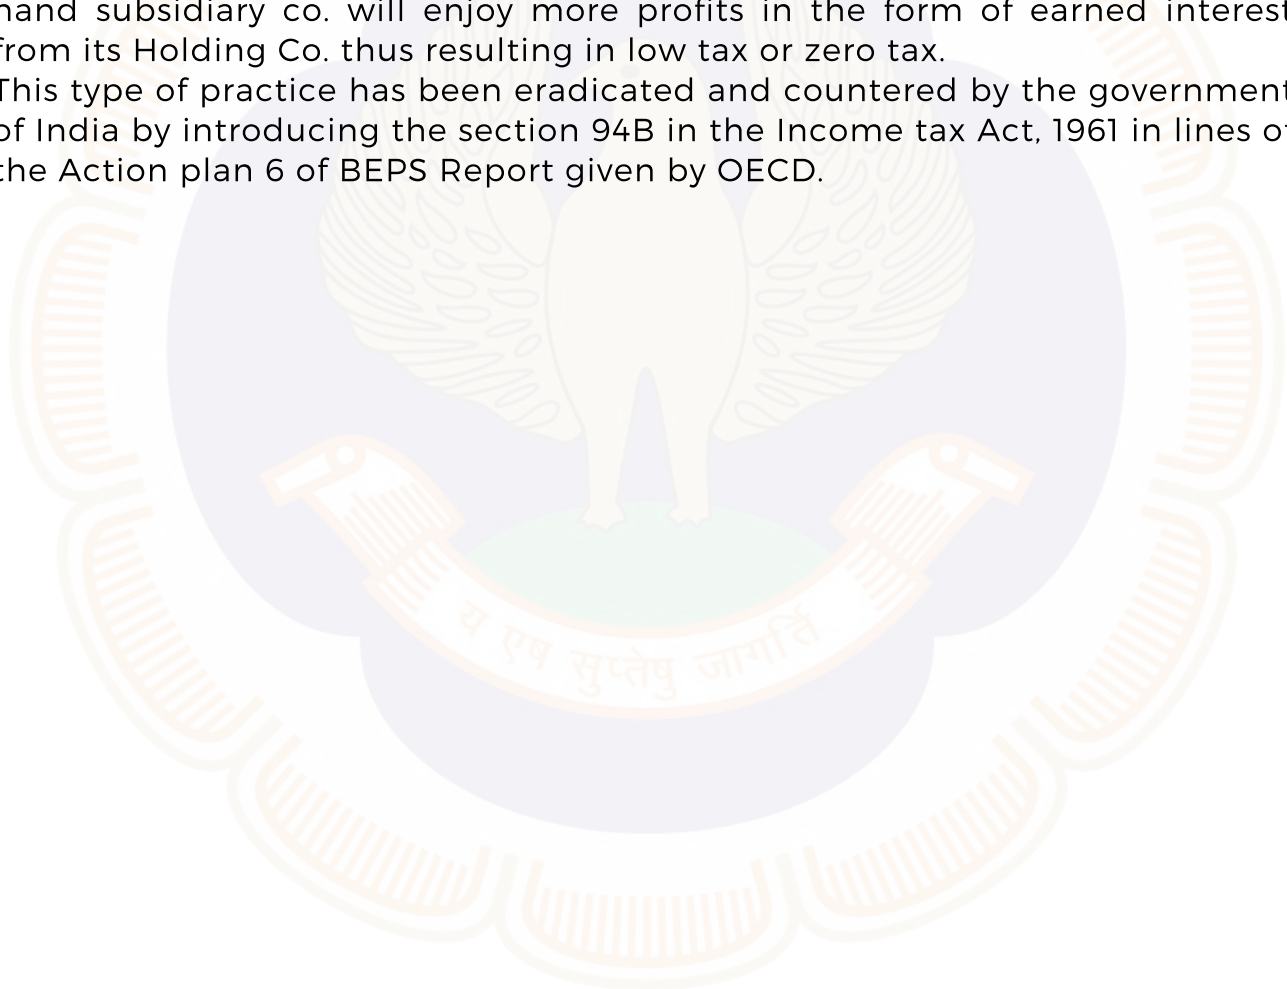 hand subsidiary co. will enjoy more profits in the form of earned interest
from its Holding Co. thus resulting in low tax or zero tax.
This type of practice has been eradicated and countered by the government
of India by introducing the section 94B in the Income tax Act, 1961 in lines of
the Action plan 6 of BEPS Report given by OECD.
य एष सुप्तेषु जागर्ति